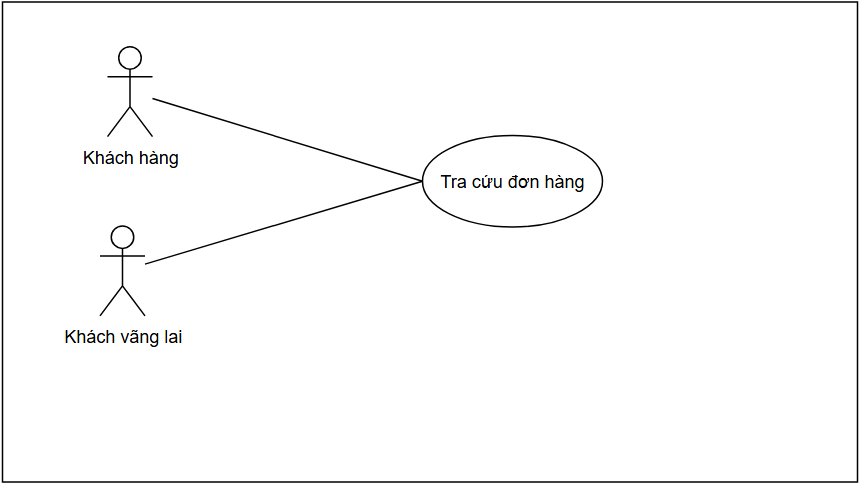 Khách hàng
Tra cứu đơn hàng
Khách vãng lai